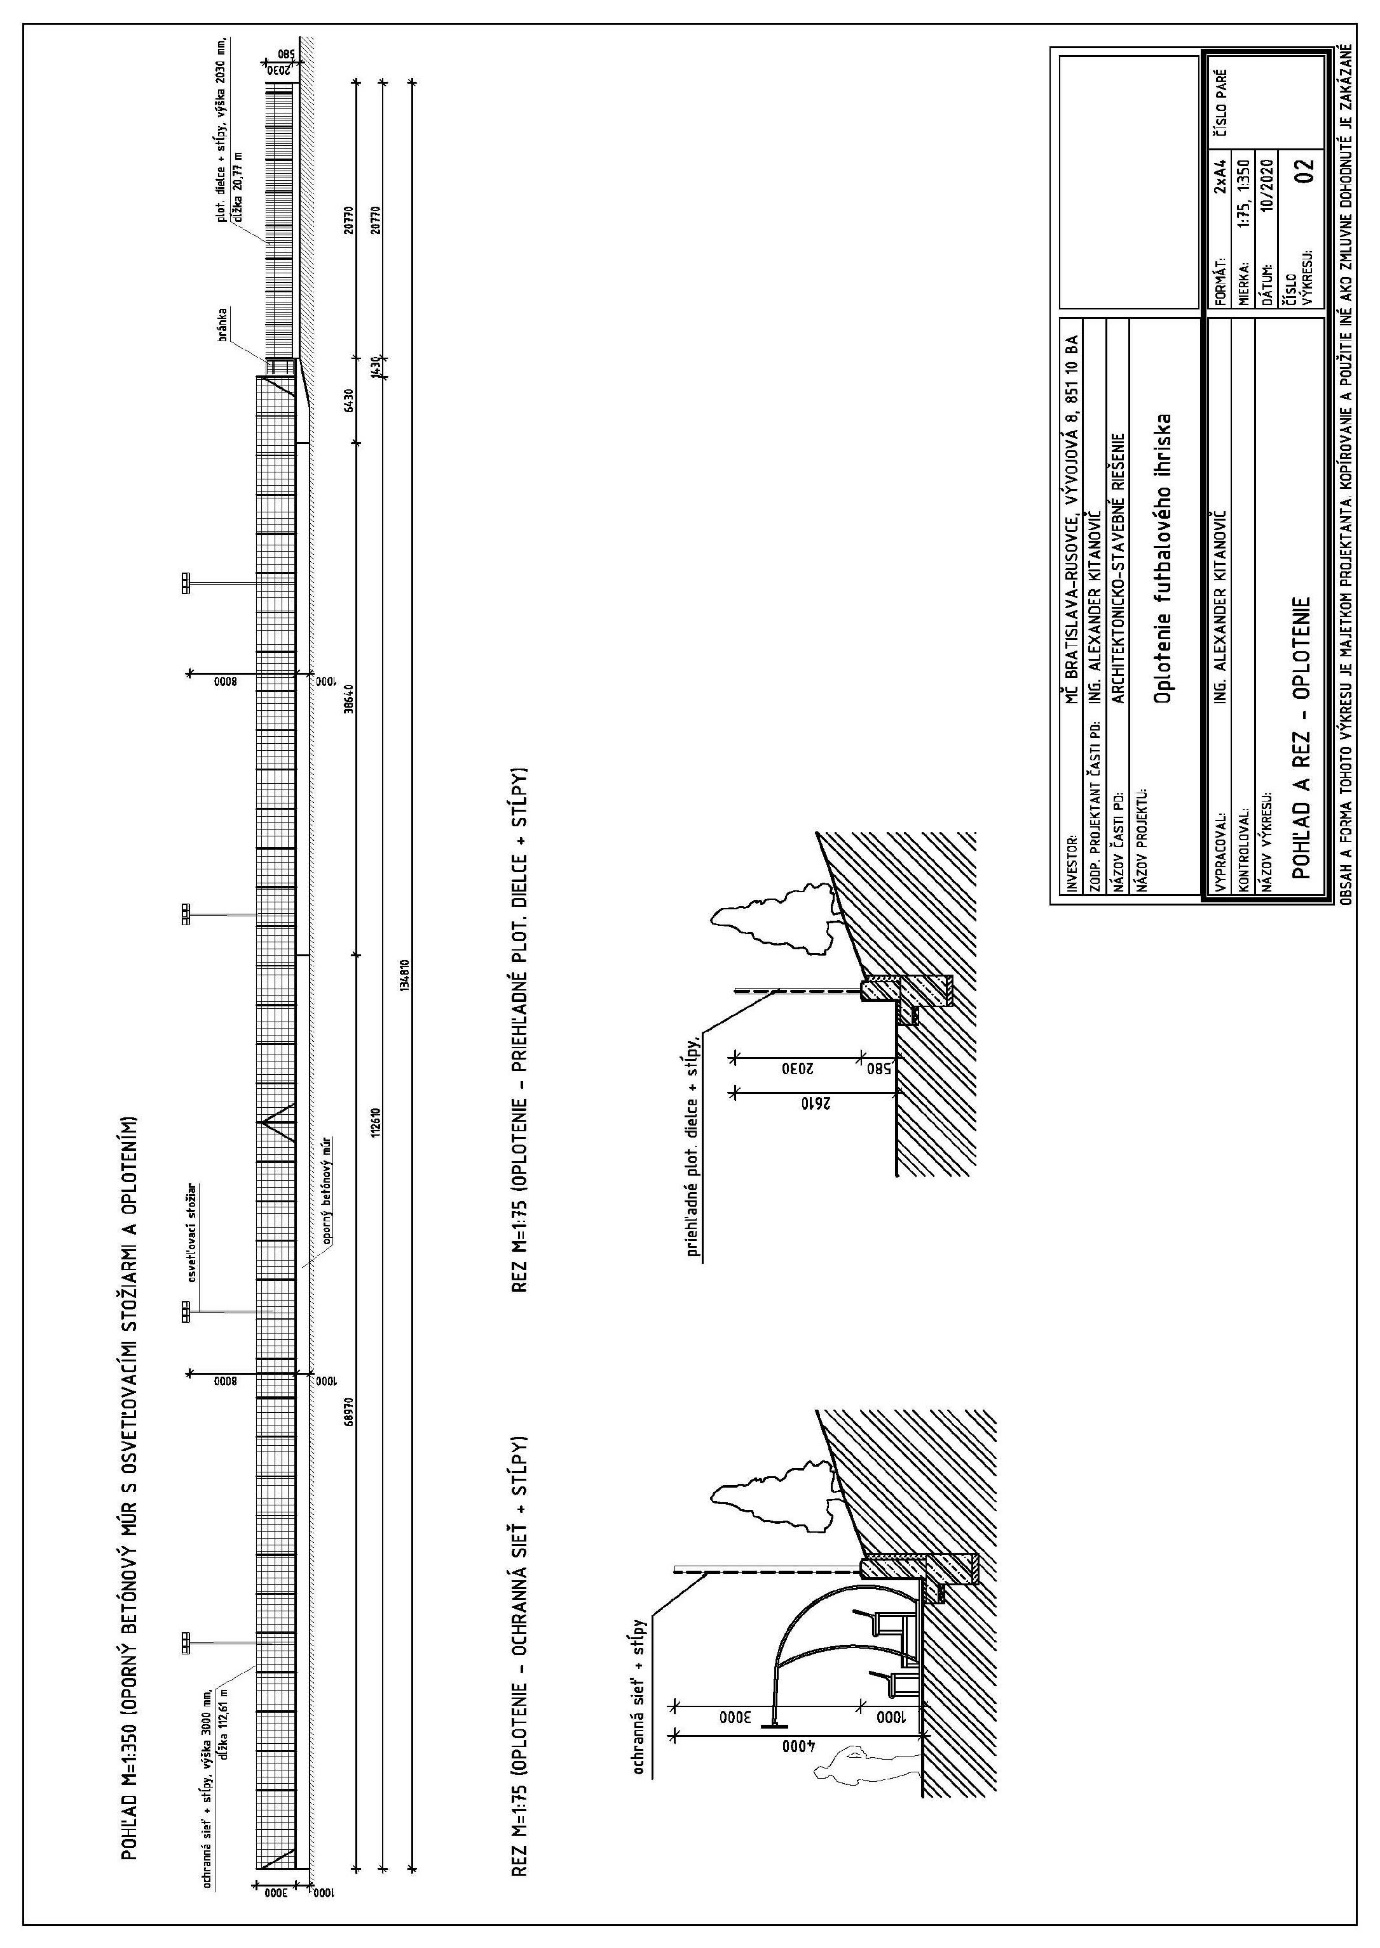 POHĽAD M=1:350 (OPORNÝ BETÓNOVÝ MÚR S OSVETĽOVACÍMI STOŽIARMI A OPLOTENÍM)
ochranná sieť + stĺpy, výška 3000 mm,
dĺžka 112,61 m
osvetľovací stožiar
oporný betónový múr
bránka
plot. dielce + stĺpy, výška 2030 mm,
dĺžka 20,77 m
3000
1000
8000
1000
8000
1000
2030
580
68970
38640
6430
20770
112610
1430
20770
134810
REZ M=1:75 (OPLOTENIE - OCHRANNÁ SIEŤ + STĹPY)
ochranná sieť + stĺpy
3000
1000
4000
REZ M=1:75 (OPLOTENIE - PRIEHĽADNÉ PLOT. DIELCE + STĹPY)
priehľadné plot. dielce + stĺpy,
2030
580
2610
INVESTOR: MČ BRATISLAVA-RUSOVCE, VÝVOJOVÁ 8, 851 10 BA
ZODP. PROJEKTANT ČASTI PD: ING. ALEXANDER KITANOVIČ
NÁZOV ČASTI PD: ARCHITEKTONICKO-STAVEBNÉ RIEŠENIE
NÁZOV PROJEKTU:
Oplotenie futbalového ihriska
VYPRACOVAL: ING. ALEXANDER KITANOVIČ
KONTROLOVAL:
NÁZOV VÝKRESU:
POHĽAD A REZ - OPLOTENIE
FORMÁT: 2xA4
MIERKA: 1:75, 1:350
DÁTUM: 10/2020
ČÍSLO
VÝKRESU: 02
ČÍSLO PARÉ
OBSAH A FORMA TOHOTO VÝKRESU JE MAJETKOM PROJEKTANTA. KOPÍROVANIE A POUŽITIE INÉ AKO ZMLUVNE DOHODNUTÉ JE ZAKÁZANÉ